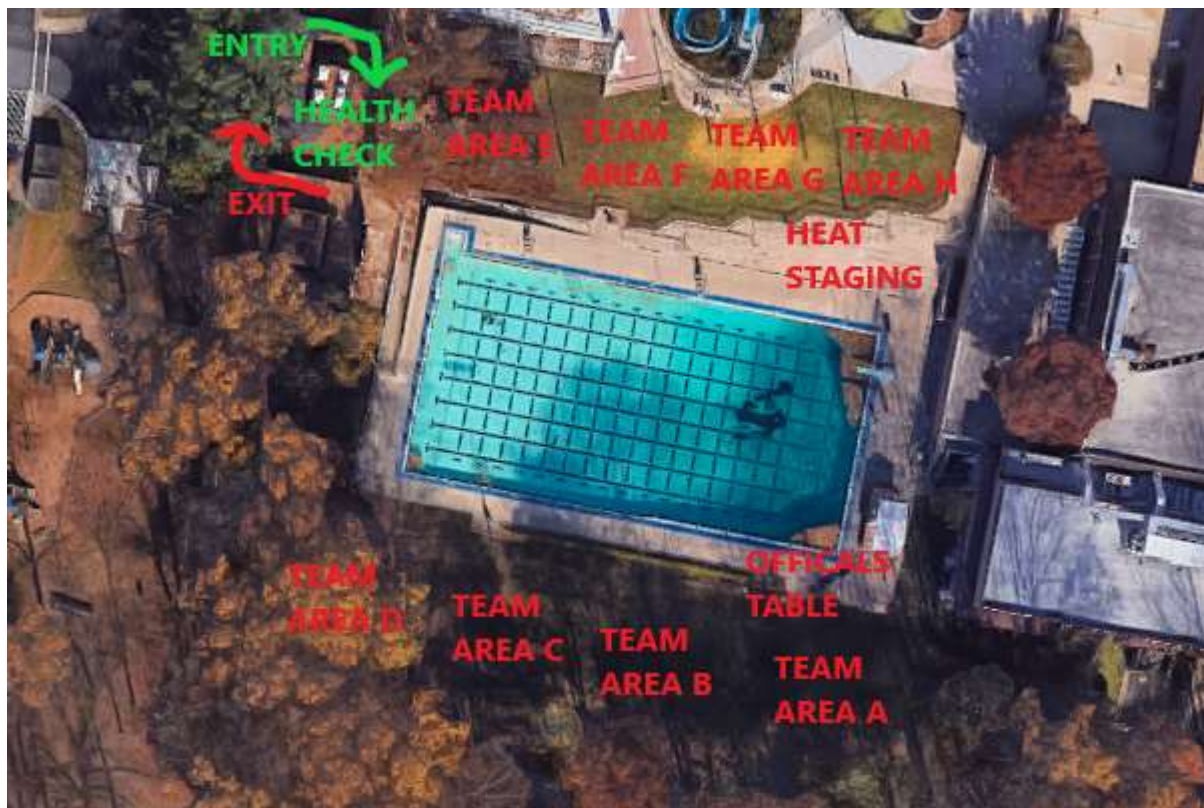 ENTRY
HEALTH
CHECK
EXIT
TEAM
AREA E
TEAM
AREA F
TEAM
AREA G
TEAM
AREA H
HEAT
STAGING
OFFICALS
TABLE
TEAM
AREA D
TEAM
AREA C
TEAM
AREA B
TEAM
AREA A